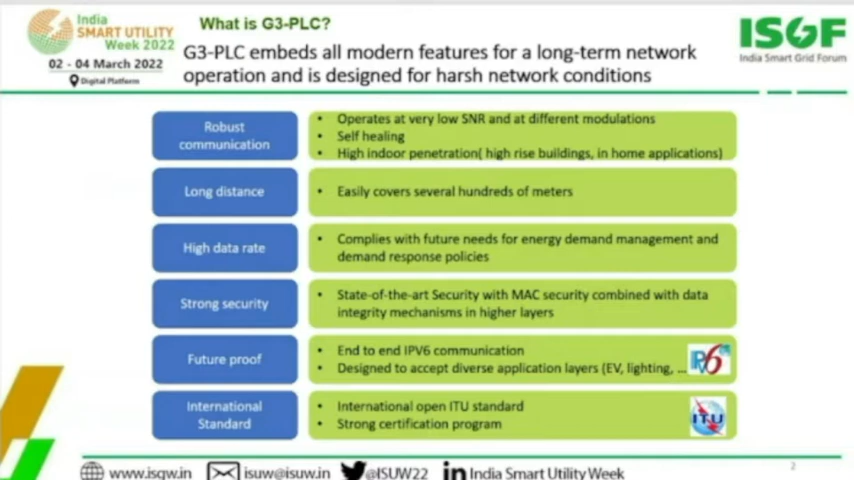 India
SMART UTILITY
Week 2022
02 - 04 March 2022
Digital Platform
What is G3-PLC?
G3-PLC embeds all modern features for a long-term network
operation and is designed for harsh network conditions
ISGF
India Smart Grid Forum
Robust
communication
• Operates at very low SNR and at different modulations
• Self healing
• High indoor penetration( high rise buildings, in home applications)
Long distance
• Easily covers several hundreds of meters
High data rate
• Complies with future needs for energy demand management and
demand response policies
Strong security
• State-of-the-art Security with MAC security combined with data
integrity mechanisms in higher layers
Future proof
• End to end IPV6 communication
• Designed to accept diverse application layers (EV, lighting, ...
IPV6
International
Standard
• International open ITU standard
• Strong certification program
ITU
www.isgw.in
isuw@isuw.in
@ISUW22
in
India Smart Utility Week
2